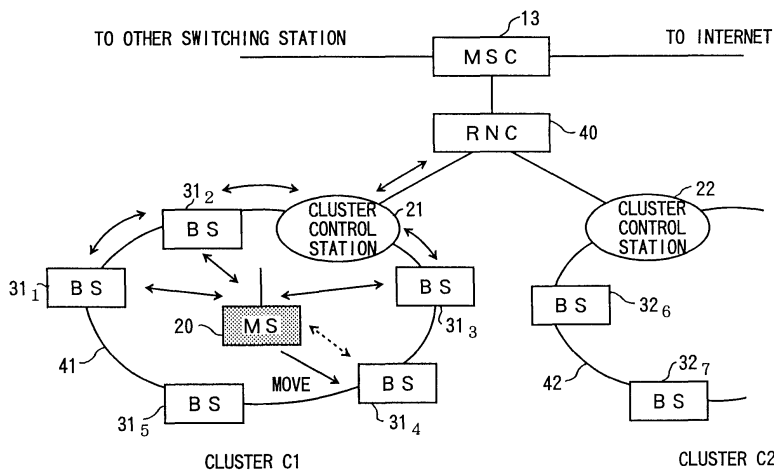 13
TO OTHER SWITCHING STATION
TO INTERNET
MSC
RNC
40
31₂
BS
CLUSTER
CONTROL
STATION
21
22
CLUSTER
CONTROL
STATION
31₁
BS
BS
31₃
BS
32₆
20
MS
41
MOVE
BS
31₄
BS
31₅
42
32₇
BS
CLUSTER C1
CLUSTER C2